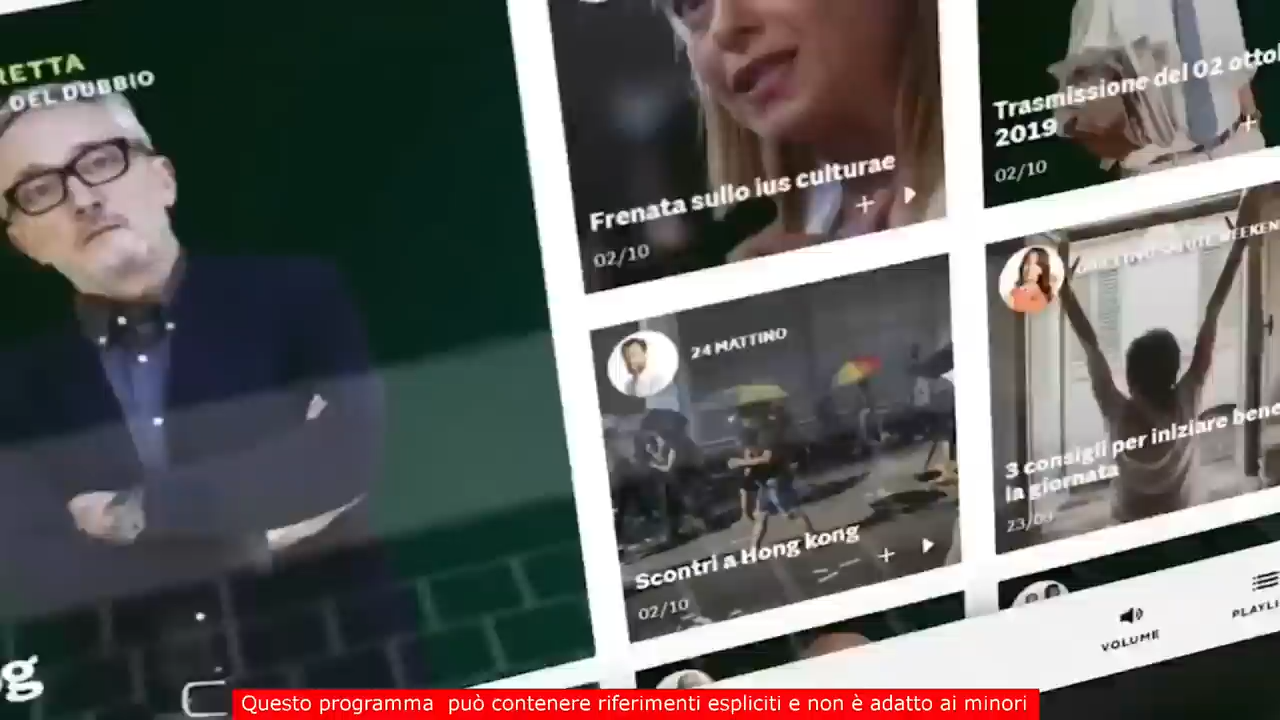 RETTA
DEL DUBBIO
Frenata sullo ius culturae
02/10
Trasmissione del 02
2019
02/10
24 MATTINO
Scontri a Hong kong
02/10
3 consigli per iniziare bene
la giornata
VOLUME
Questo programma può contenere riferimenti espliciti e non è adatto ai minori